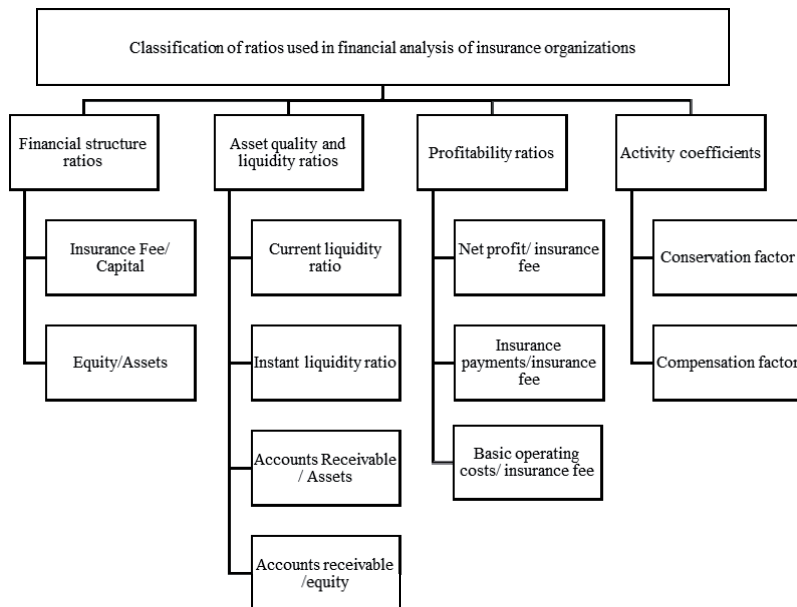 Classification of ratios used in financial analysis of insurance organizations
Financial structure
ratios
Insurance Fee/
Capital
Equity/Assets
Asset quality and
liquidity ratios
Current liquidity
ratio
Instant liquidity ratio
Accounts Receivable
/ Assets
Accounts receivable
/equity
Profitability ratios
Net profit/ insurance
fee
Insurance
payments/insurance
fee
Basic operating
costs/ insurance fee
Activity coefficients
Conservation factor
Compensation factor